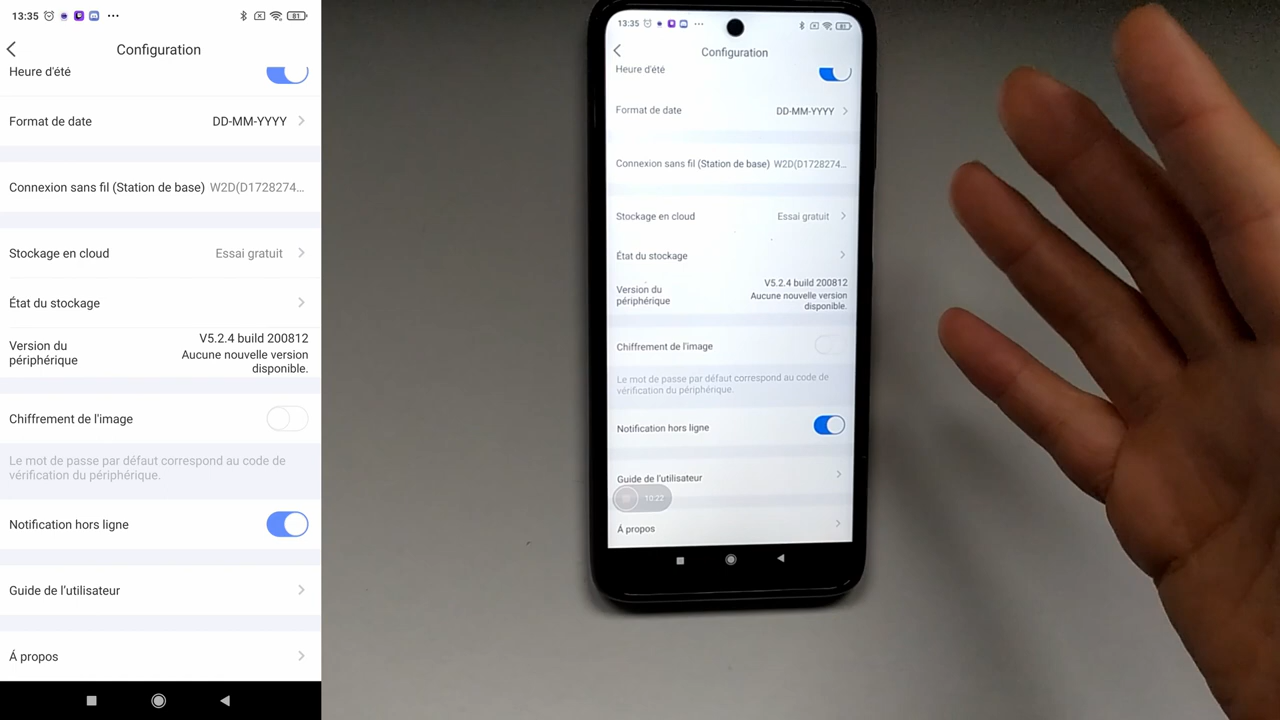 13:35
81
Configuration
Heure d'été
Format de date DD-MM-YYYY
Connexion sans fil (Station de base) W2D(D1728274...
Stockage en cloud Essai gratuit
État du stockage
Version du
périphérique
V5.2.4 build 200812
Aucune nouvelle version
disponible.
Chiffrement de l'image
Le mot de passe par défaut correspond au code de
vérification du périphérique.
Notification hors ligne
Guide de l'utilisateur
Á propos
13:35
81
Configuration
Heure d'été
Format de date DD-MM-YYYY
Connexion sans fil (Station de base) W2D(D1728274...
Stockage en cloud Essai gratuit
État du stockage
Version du
périphérique
V5.2.4 build 200812
Aucune nouvelle version
disponible.
Chiffrement de l'image
Le mot de passe par défaut correspond au code de
vérification du périphérique.
Notification hors ligne
Guide de l'utilisateur
10:22
Á propos